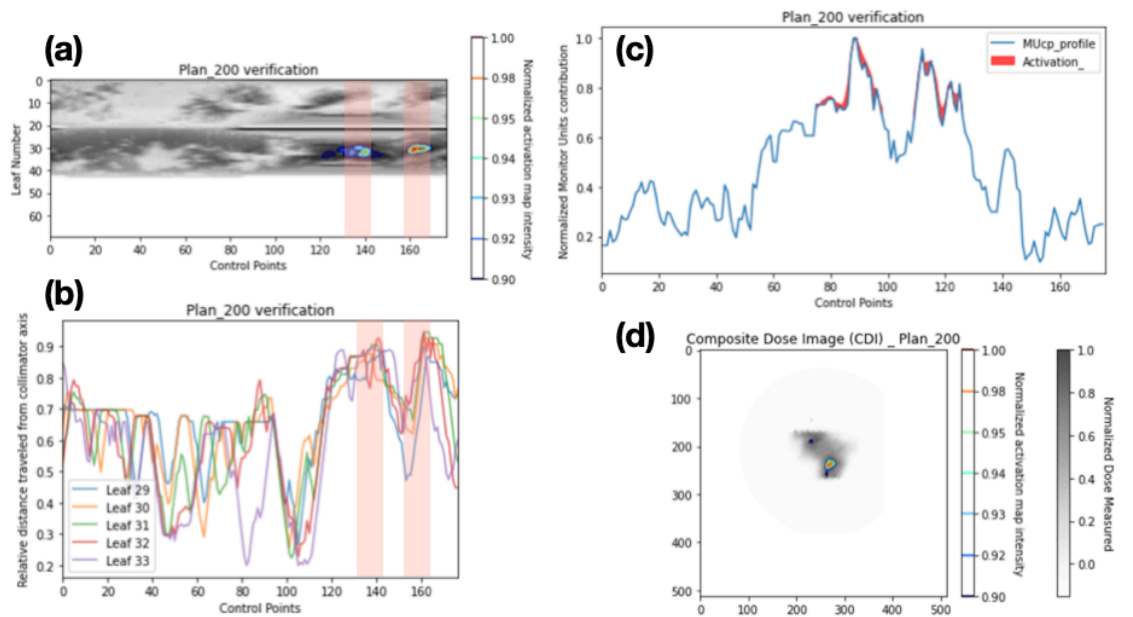 (a)
Plan_200 verification
0
10
20
30
40
50
60
Leaf Number
0 20 40 60 80 100 120 140 160
Control Points
1.00
0.98
0.95
0.94
0.93
0.92
0.90
Normalized activation map intensity
(b)
Plan_200 verification
0.9
0.8
0.7
0.6
0.5
0.4
0.3
0.2
Relative distance traveled from collimator axis
Leaf 29
Leaf 30
Leaf 31
Leaf 32
Leaf 33
0 20 40 60 80 100 120 140 160
Control Points
(c)
Plan_200 verification
1.0
0.8
0.6
0.4
0.2
Normalized Monitor Units contribution
MUcp_profile
Activation_
0 20 40 60 80 100 120 140 160
Control Points
(d)
Composite Dose Image (CDI) _ Plan_200
0
100
200
300
400
500
0 100 200 300 400 500
1.00
0.98
0.95
0.94
0.93
0.92
0.90
Normalized activation map intensity
1.0
0.8
0.6
0.4
0.2
0.0
Normalized Dose Measured